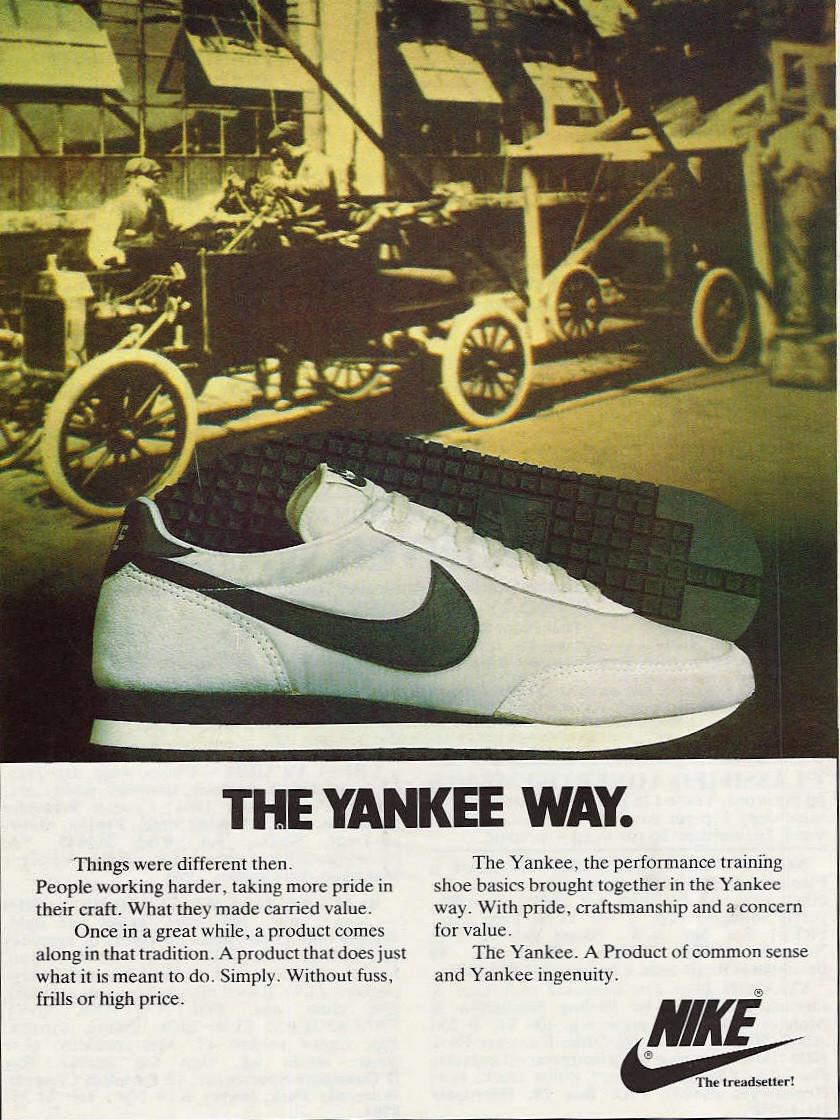 THE YANKEE WAY.
Things were different then.
People working harder, taking more pride in
their craft. What they made carried value.
Once in a great while, a product comes
along in that tradition. A product that does just
what it is meant to do. Simply. Without fuss,
frills or high price.
The Yankee, the performance training
shoe basics brought together in the Yankee
way. With pride, craftsmanship and a concern
for value.
The Yankee. A Product of common sense
and Yankee ingenuity.
NIKE®
®
The treadsetter!